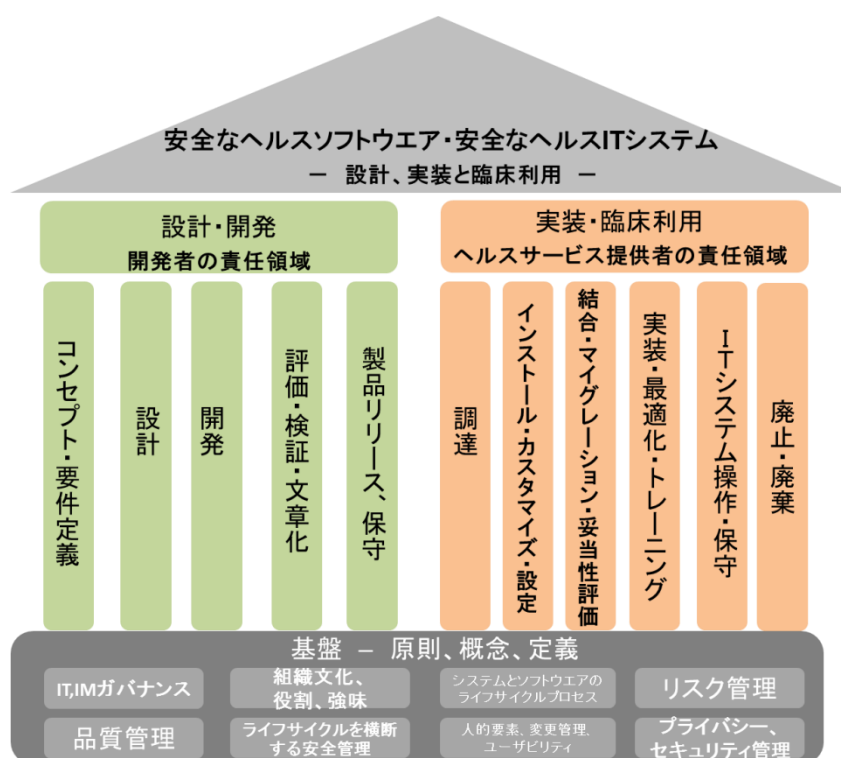 安全なヘルスソフトウエア・安全なヘルスITシステム
－ 設計、実装と臨床利用 －
設計・開発
開発者の責任領域
実装・臨床利用
ヘルスサービス提供者の責任領域
コンセプト・要件定義
設計
開発
評価・検証・文章化
製品リリース、保守
調達
インストール・カスタマイズ・設定
結合・マイグレーション・妥当性評価
実装・最適化・トレーニング
ITシステム操作・保守
廃止・廃棄
基盤 － 原則、概念、定義
IT,IMガバナンス
組織文化、
役割、強味
システムとソフトウエアの
ライフサイクルプロセス
リスク管理
品質管理
ライフサイクルを横断
する安全管理
人的要素、変更管理、
ユーザビリティ
プライバシー、
セキュリティ管理